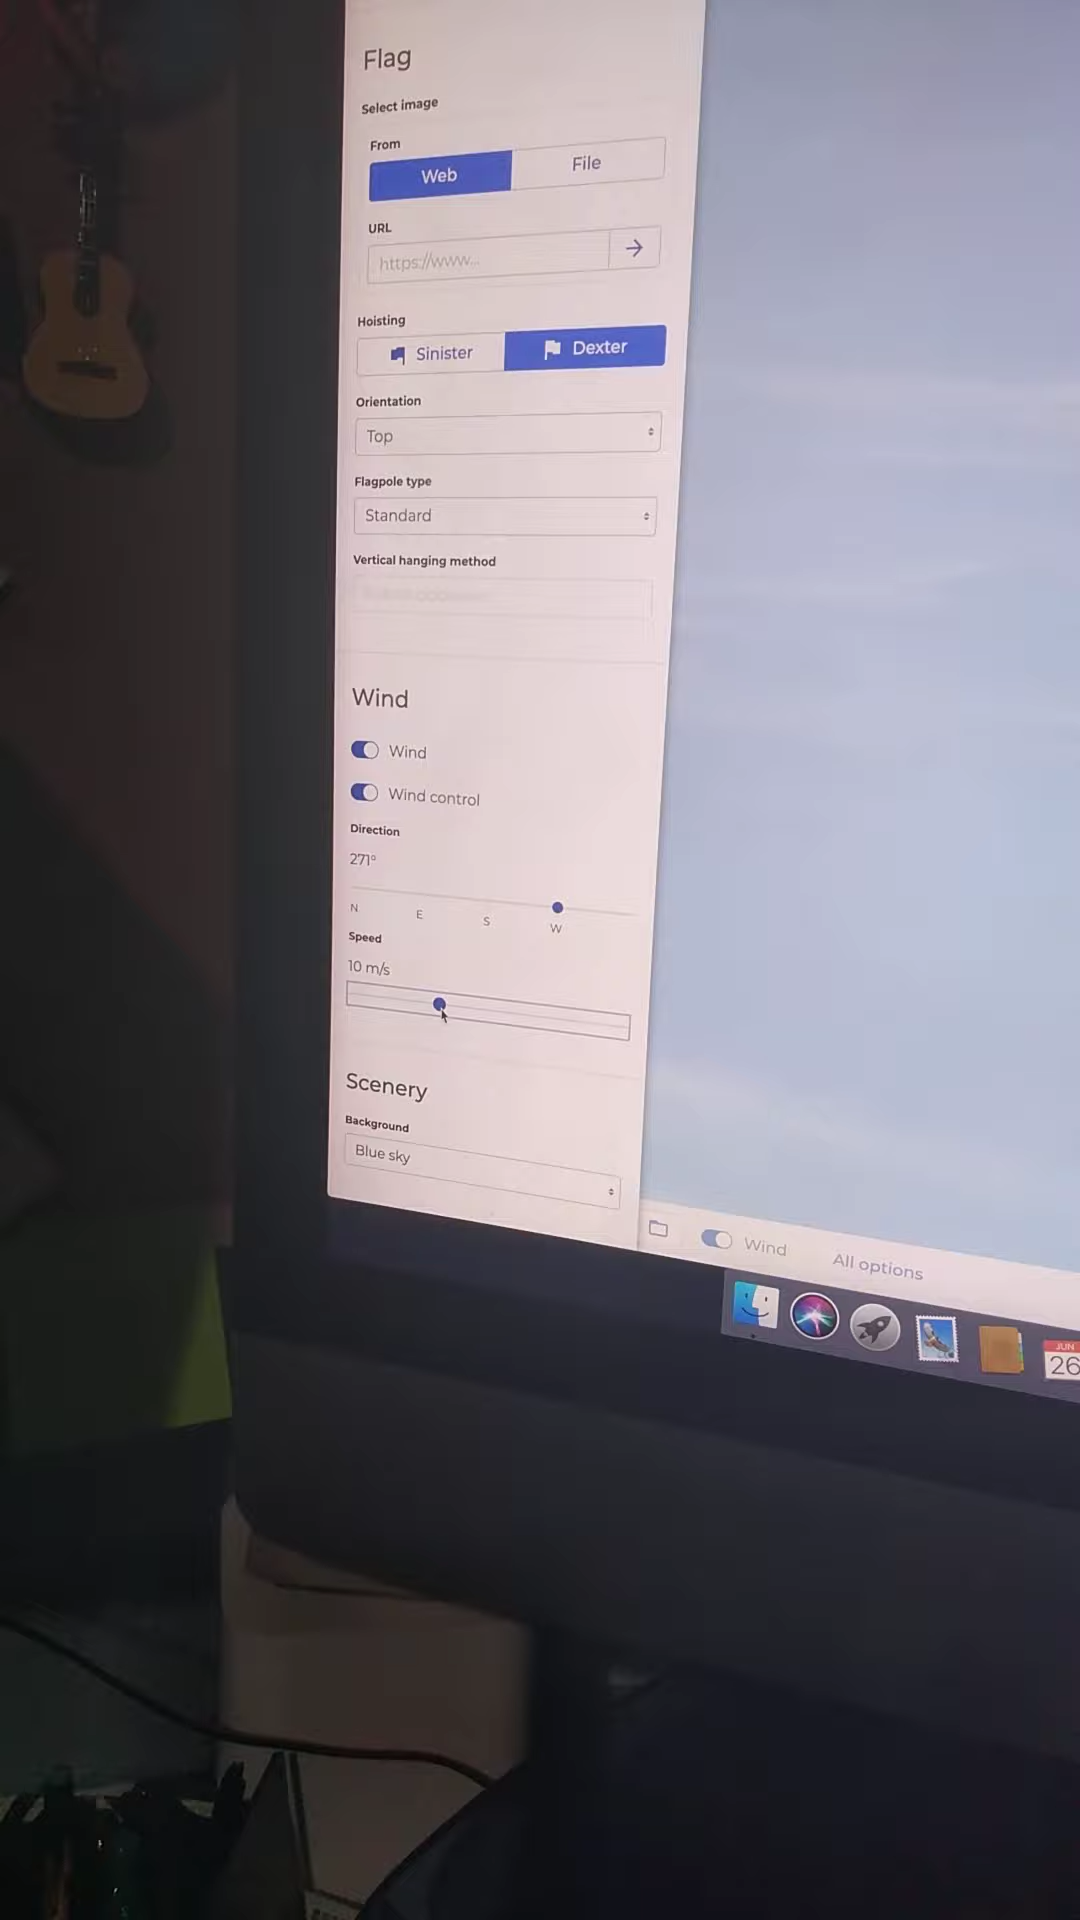 Flag
Select image
From
Web File
URL
https://www...
Hoisting
Sinister Dexter
Orientation
Top
Flagpole type
Standard
Vertical hanging method
Wind
Wind
Wind control
Direction
271°
N E S W
Speed
10 m/s
Scenery
Background
Blue sky
Wind All options
JUN
26